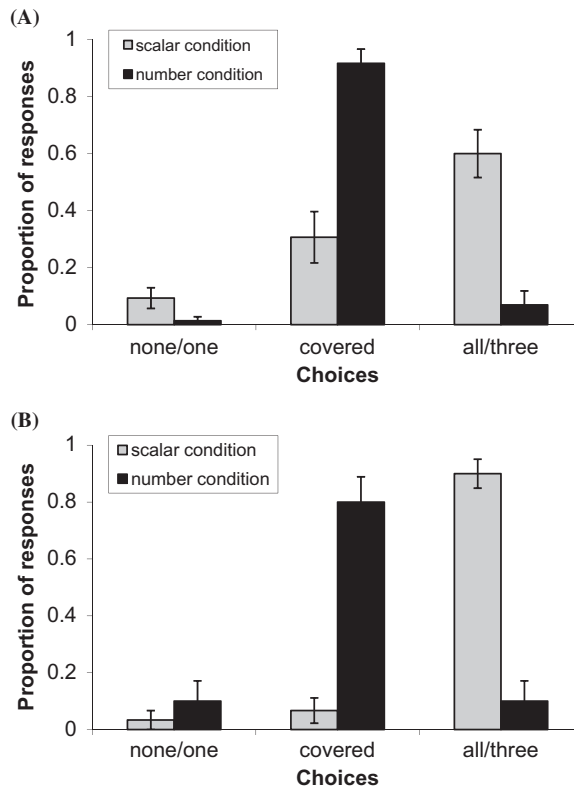 (A)
1
0.8
0.6
0.4
0.2
0
Proportion of responses
scalar condition
number condition
none/one covered all/three
Choices
(B)
1
0.8
0.6
0.4
0.2
0
Proportion of responses
scalar condition
number condition
none/one covered all/three
Choices